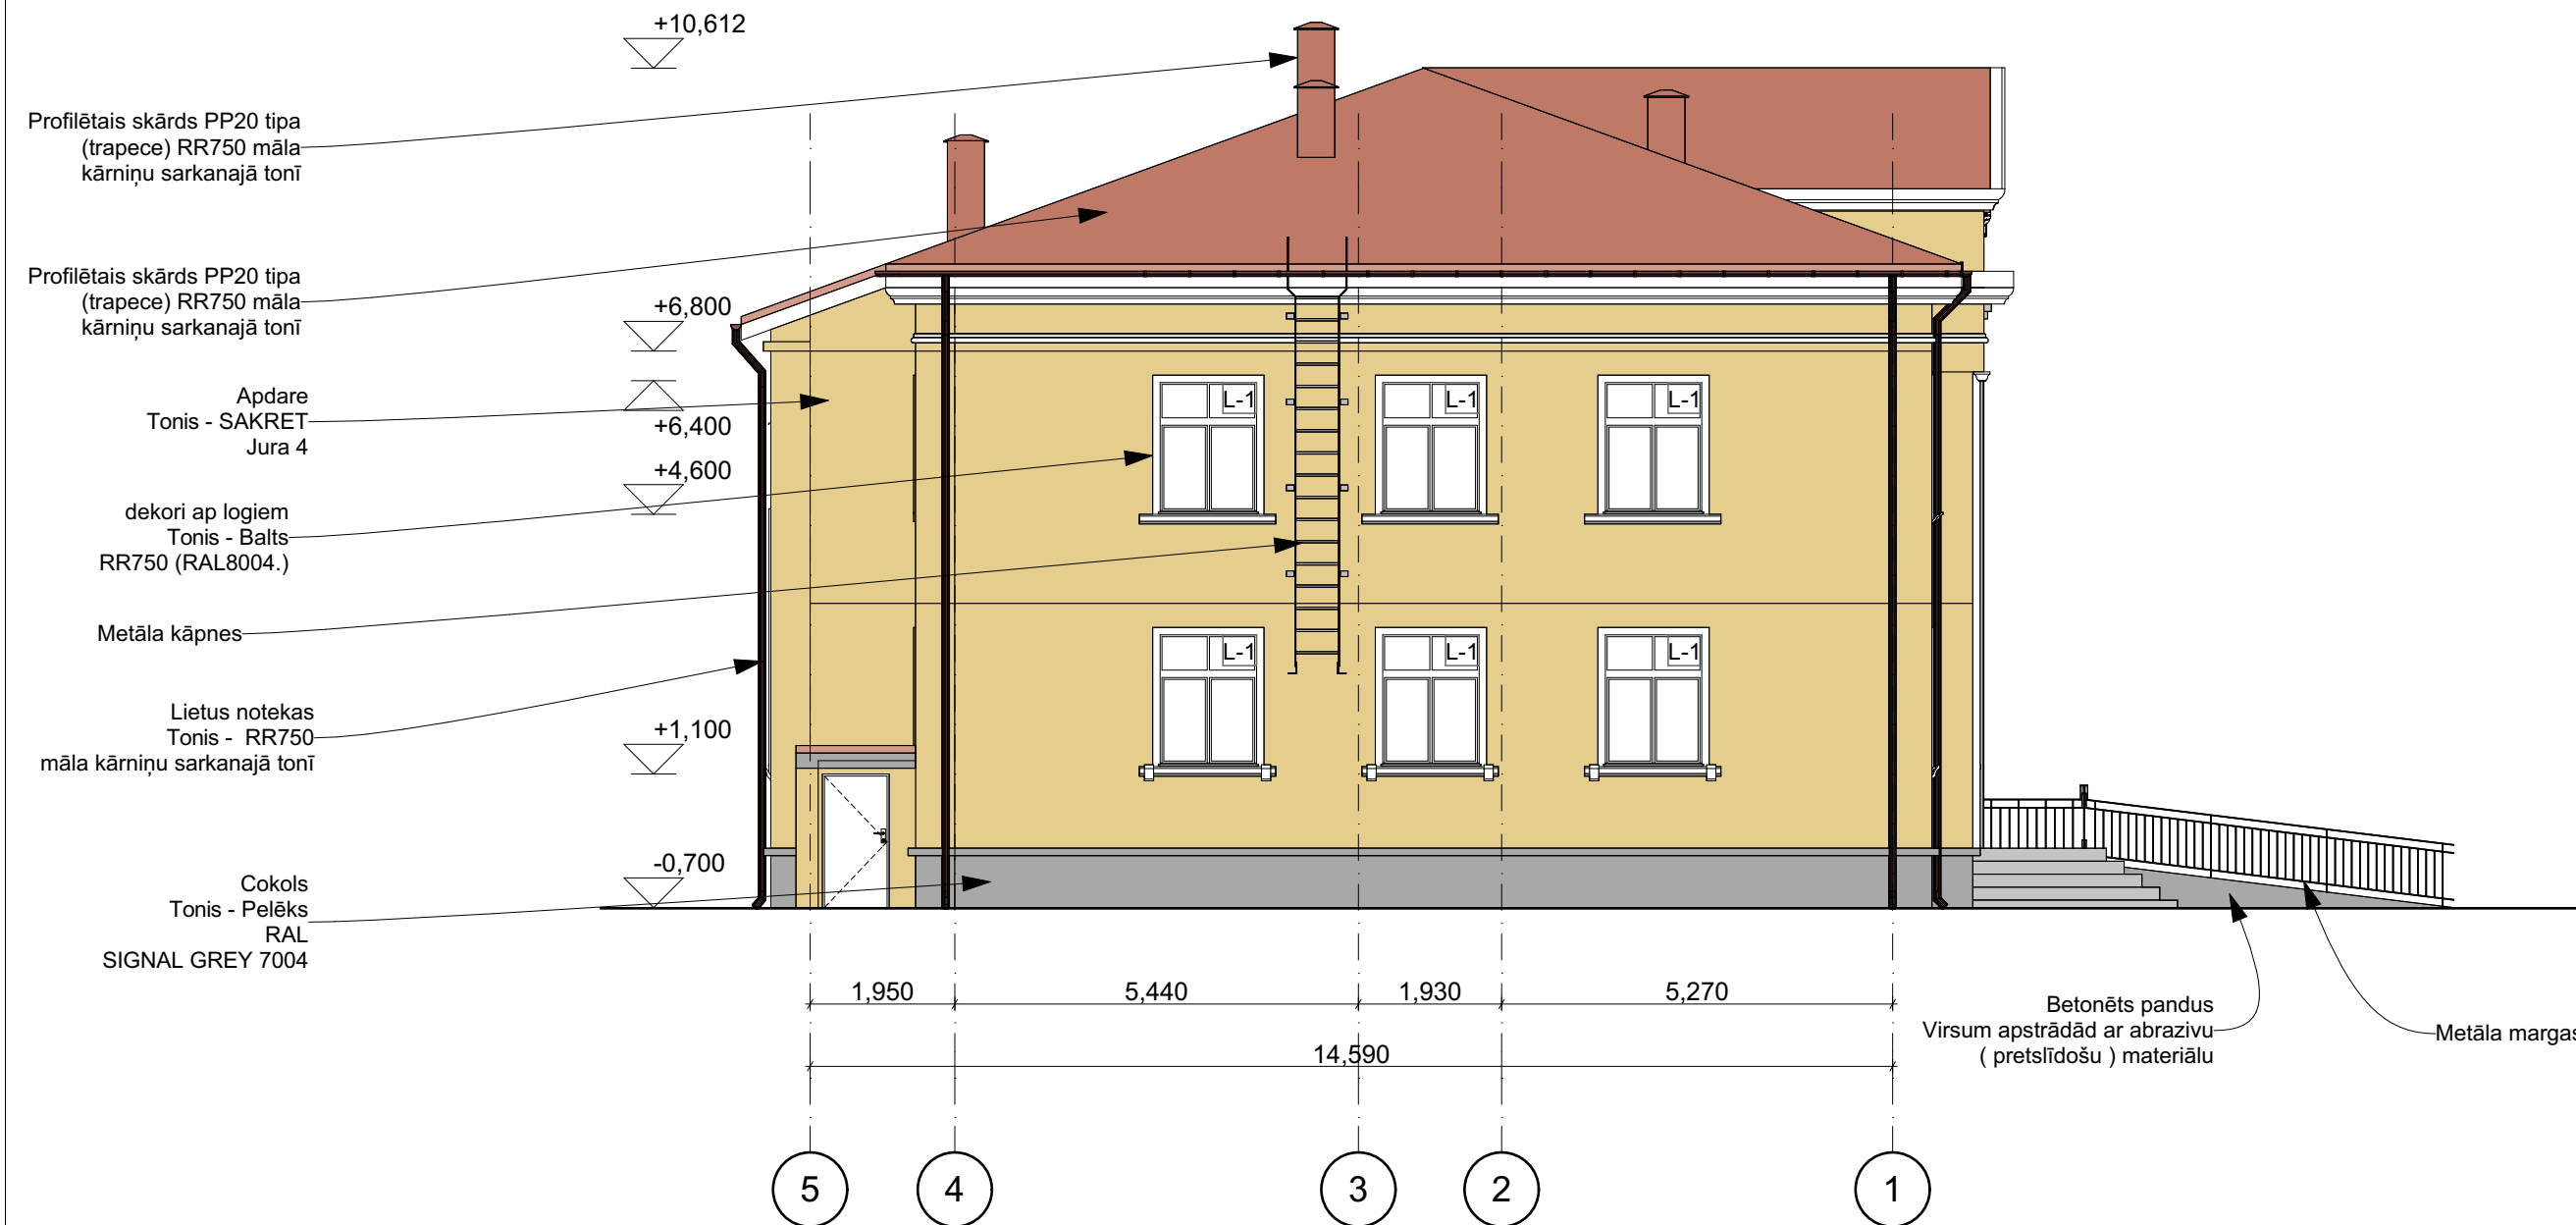 +10,612
Profilētais skārds PP20 tipa
(trapece) RR750 māla
kārniņu sarkanajā tonī
Profilētais skārds PP20 tipa
(trapece) RR750 māla
kārniņu sarkanajā tonī
+6,800
Apdare
Tonis - SAKRET
Jura 4
+6,400
+4,600
dekori ap logiem
Tonis - Balts
RR750 (RAL8004.)
Metāla kāpnes
Lietus notekas
Tonis - RR750
māla kārniņu sarkanajā tonī
+1,100
-0,700
Cokols
Tonis - Pelēks
RAL
SIGNAL GREY 7004
L-1
L-1
L-1
L-1
L-1
L-1
1,950
5,440
1,930
5,270
14,590
Betonēts pandus
Virsum apstrādād ar abrazivu
( pretslīdošu ) materiālu
Metāla margas
5
4
3
2
1